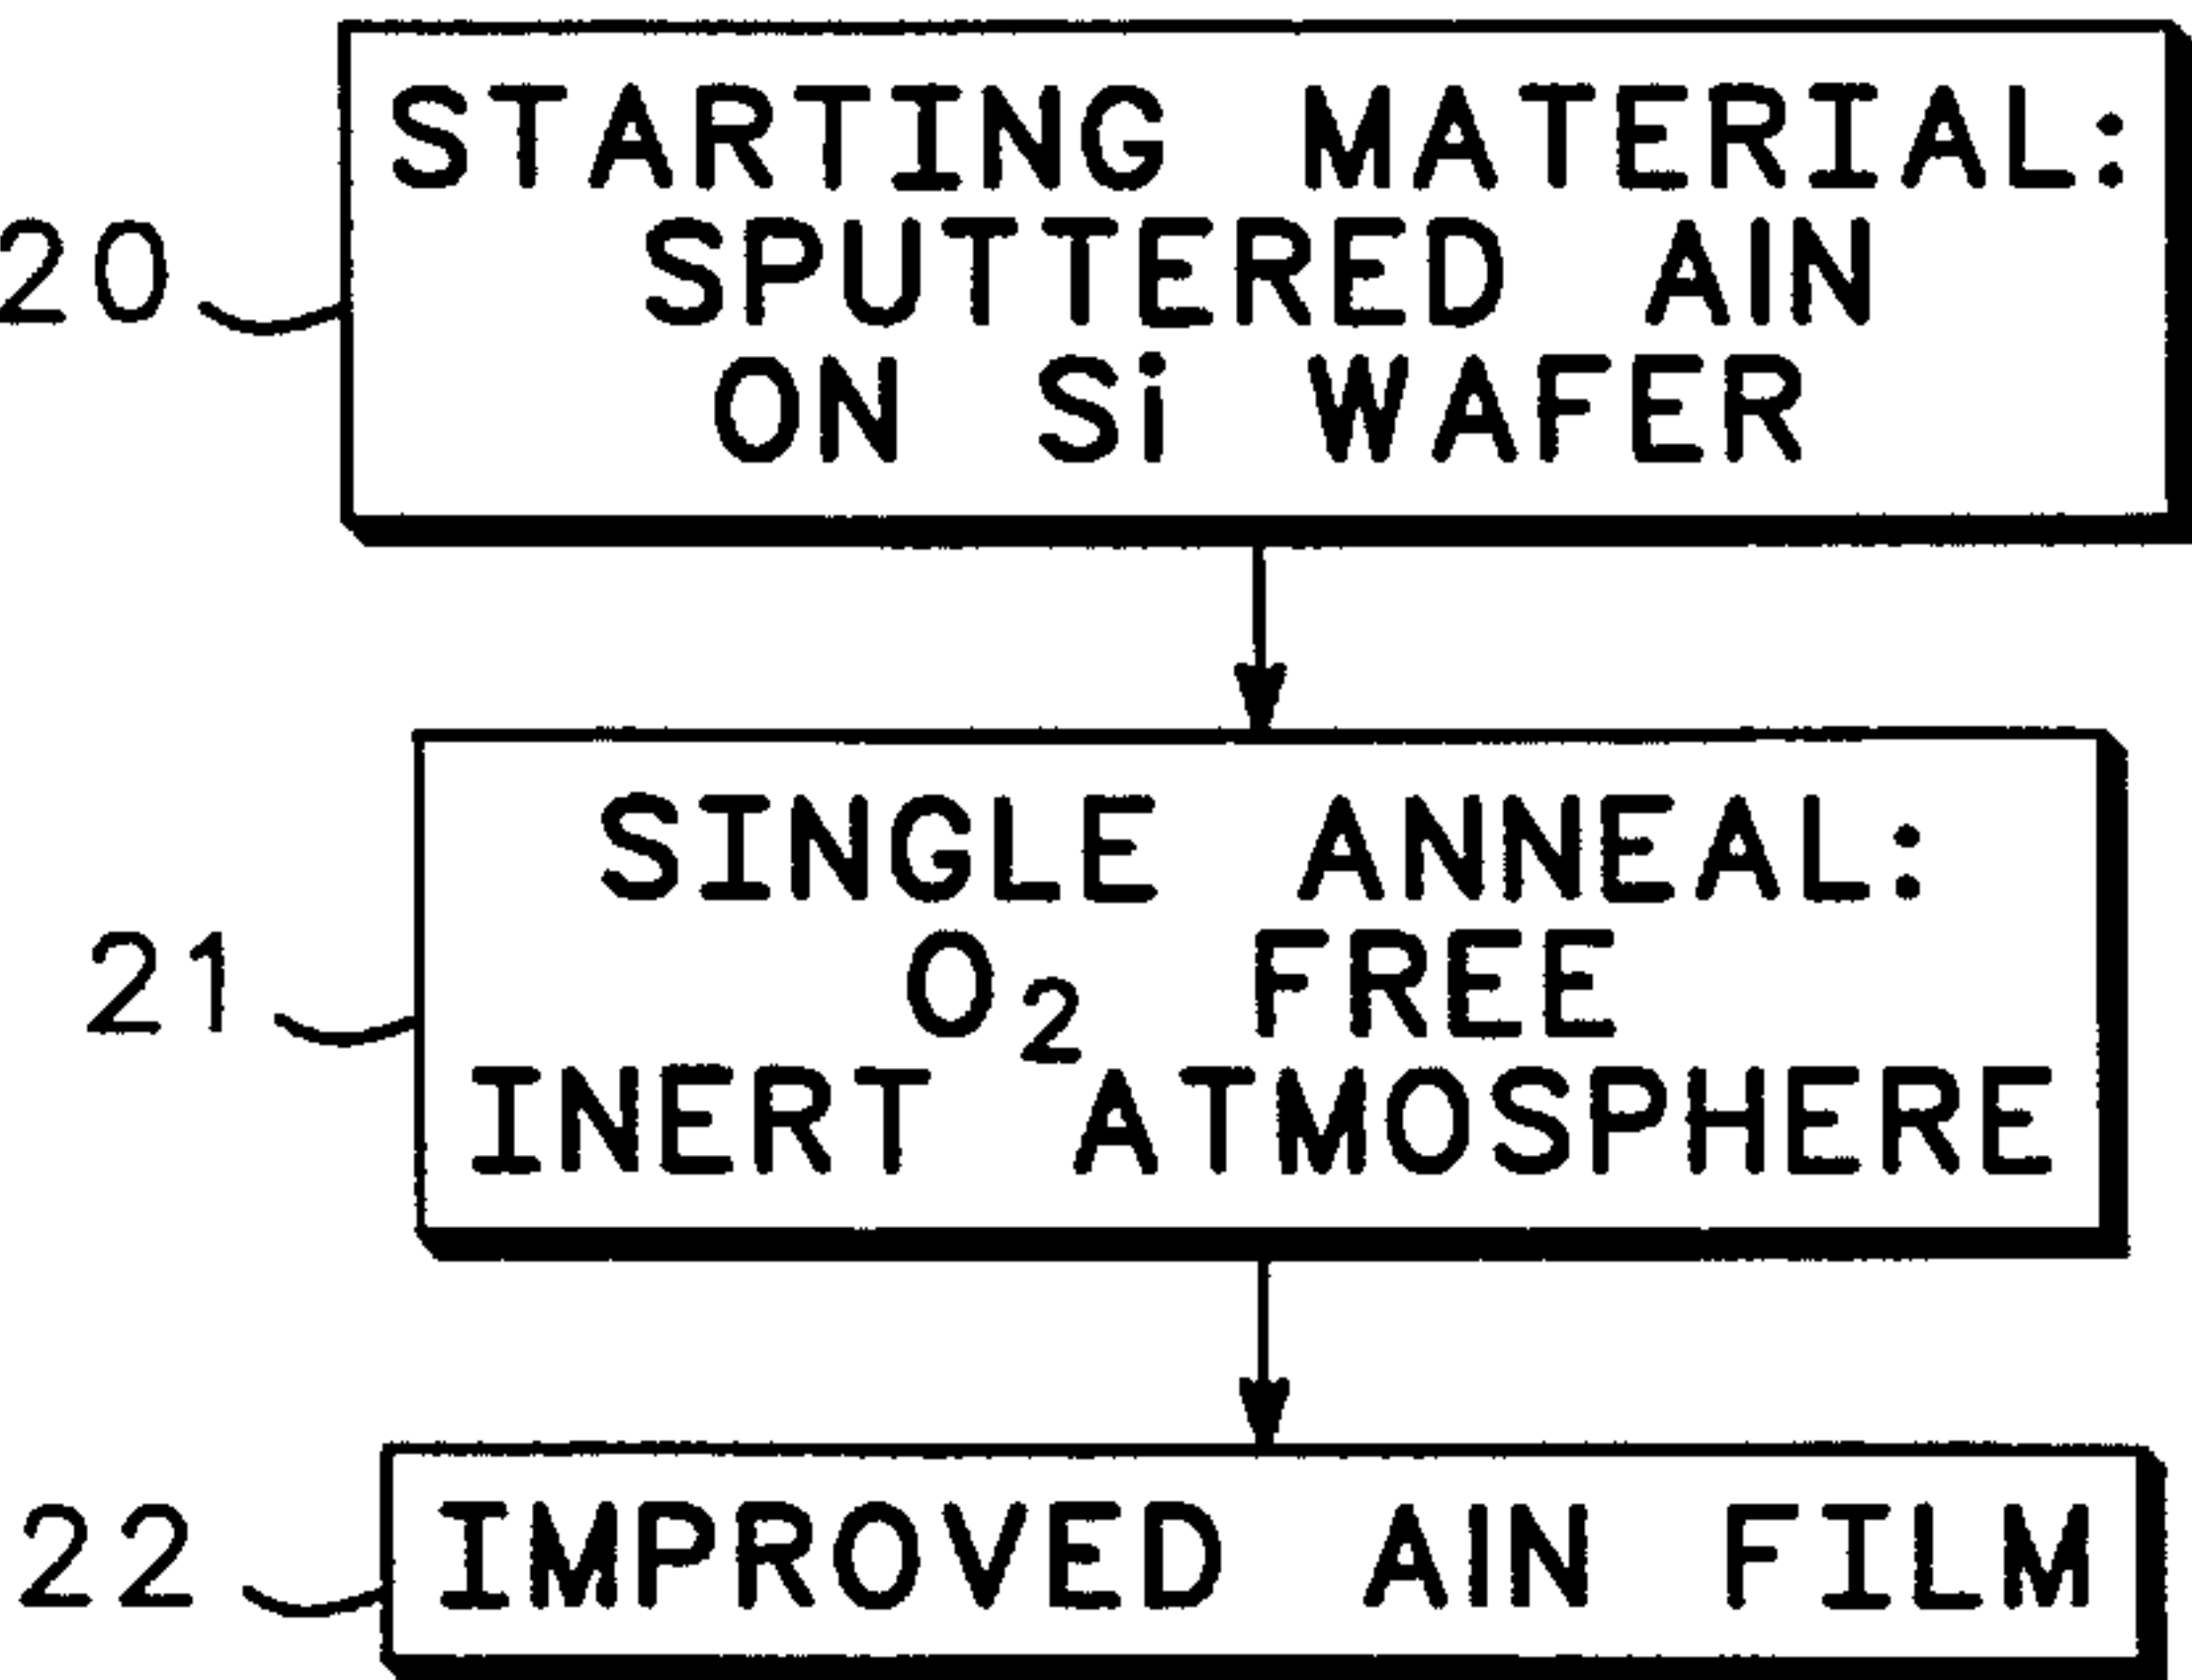 STARTING MATERIAL:
20 SPUTTERED AlN
ON Si WAFER
SINGLE ANNEAL:
21 O₂ FREE
INERT ATMOSPHERE
22 IMPROVED AlN FILM